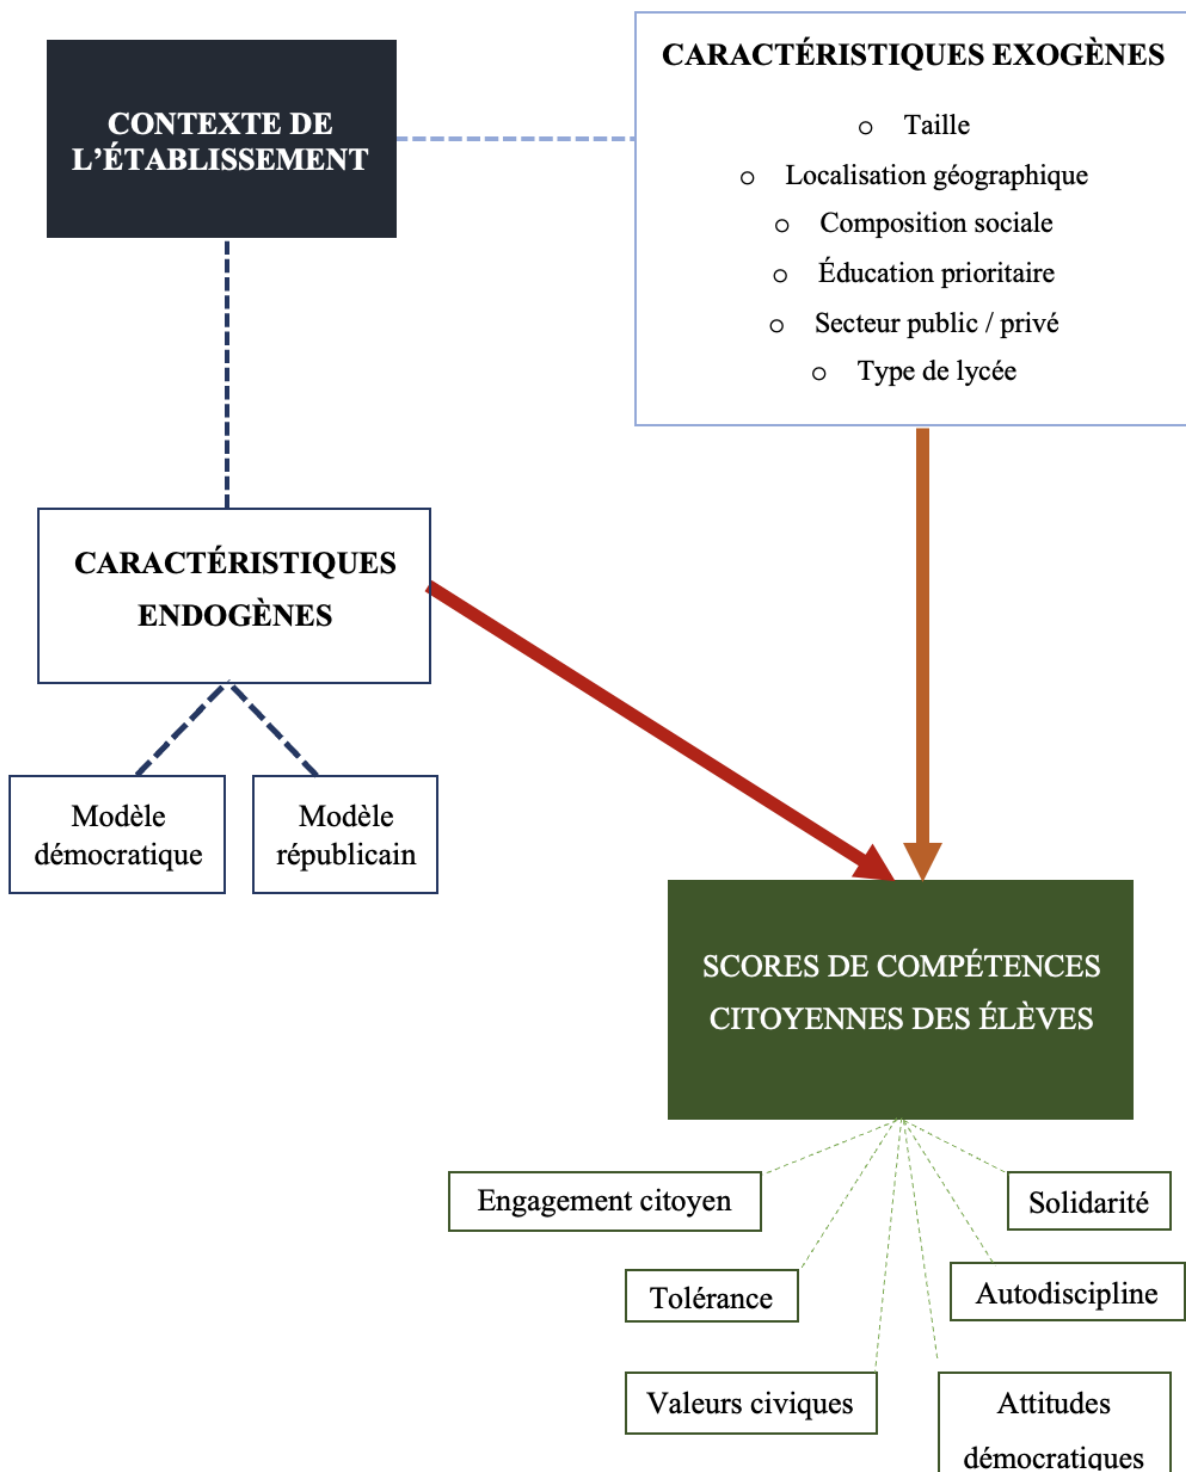 CONTEXTE DE
L’ÉTABLISSEMENT
CARACTÉRISTIQUES EXOGÈNES
o Taille
o Localisation géographique
o Composition sociale
o Éducation prioritaire
o Secteur public / privé
o Type de lycée
CARACTÉRISTIQUES
ENDOGÈNES
Modèle
démocratique
Modèle
républicain
SCORES DE COMPÉTENCES
CITOYENNES DES ÉLÈVES
Engagement citoyen
Solidarité
Tolérance
Autodiscipline
Valeurs civiques
Attitudes
démocratiques